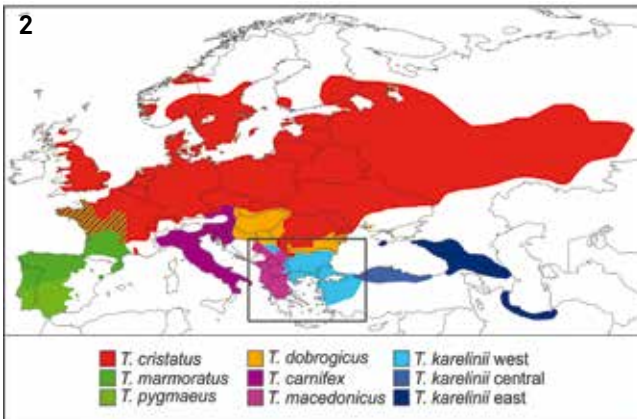 2
T. cristatus T. dobrogicus T. karelinii west
T. marmoratus T. carnifex T. karelinii central
T. pygmaeus T. macedonicus T. karelinii east